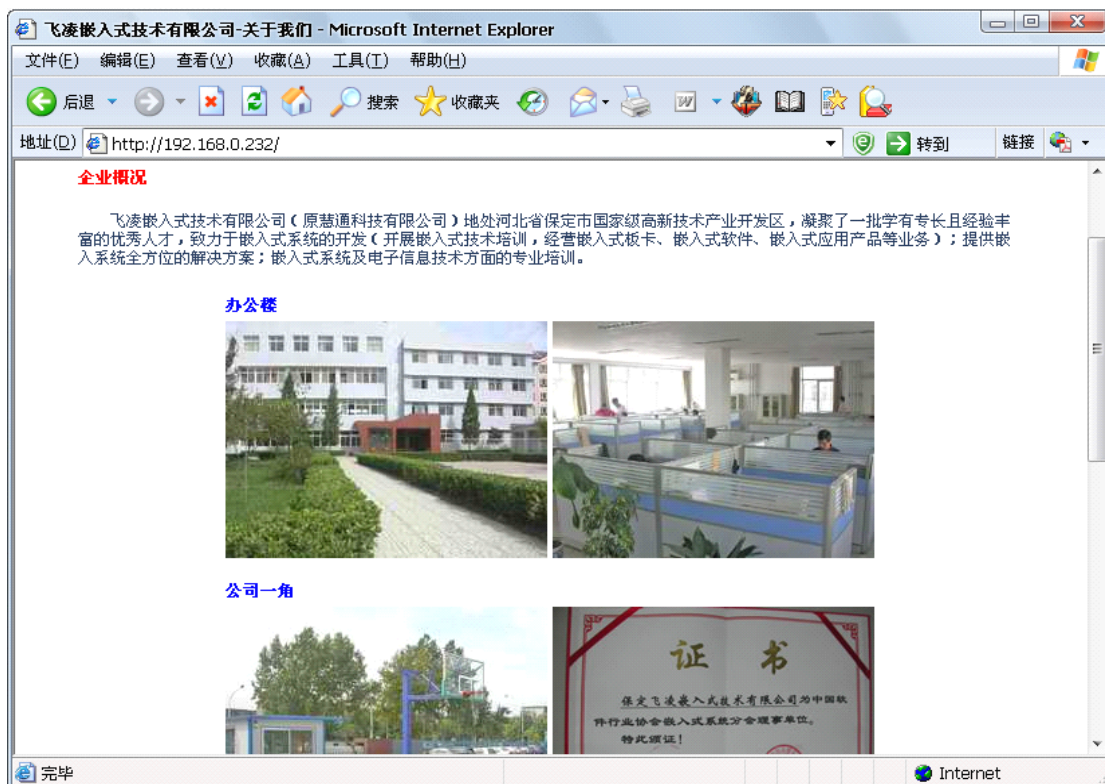 飞凌嵌入式技术有限公司-关于我们 - Microsoft Internet Explorer
文件(F) 编辑(E) 查看(V) 收藏(A) 工具(T) 帮助(H)
后退 搜索 收藏夹
地址(D) http://192.168.0.232/ 转到 链接
企业概况
飞凌嵌入式技术有限公司(原慧通科技有限公司)地处河北省保定市国家级高新技术产业开发区，凝聚了一批学有专长且经验丰
富的优秀人才，致力于嵌入式系统的开发(开展嵌入式技术培训，经营嵌入式板卡、嵌入式软件、嵌入式应用产品等业务)；提供嵌
入系统全方位的解决方案；嵌入式系统及电子信息技术方面的专业培训。
办公楼
公司一角
证 书
保定飞凌嵌入式技术有限公司为中国软
件行业协会嵌入式系统分会理事单位。
特此颁证！
完毕 Internet